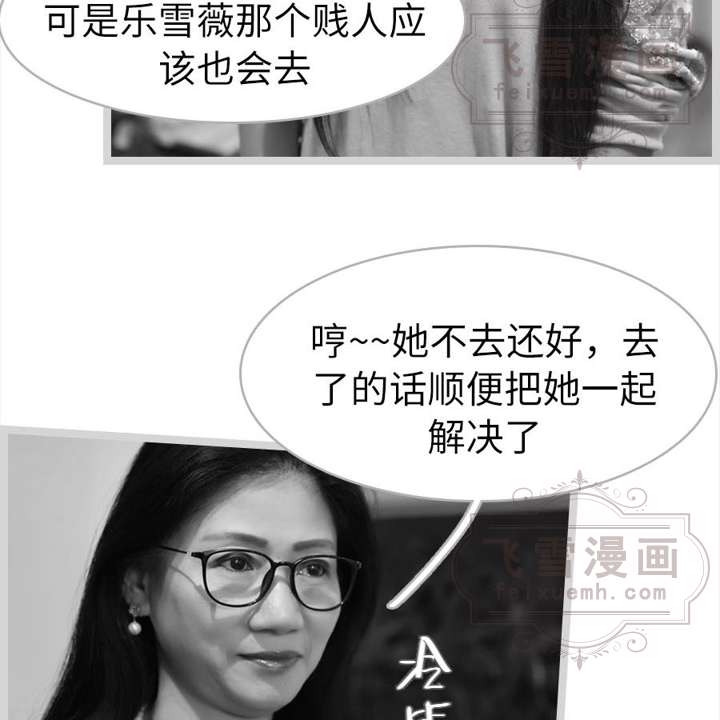 可是乐雪薇那个贱人应
该也会去
飞雪漫画
feixuemh.com
哼~~她不去还好，去
了的话顺便把她一起
解决了
飞雪漫画
feixuemh.com